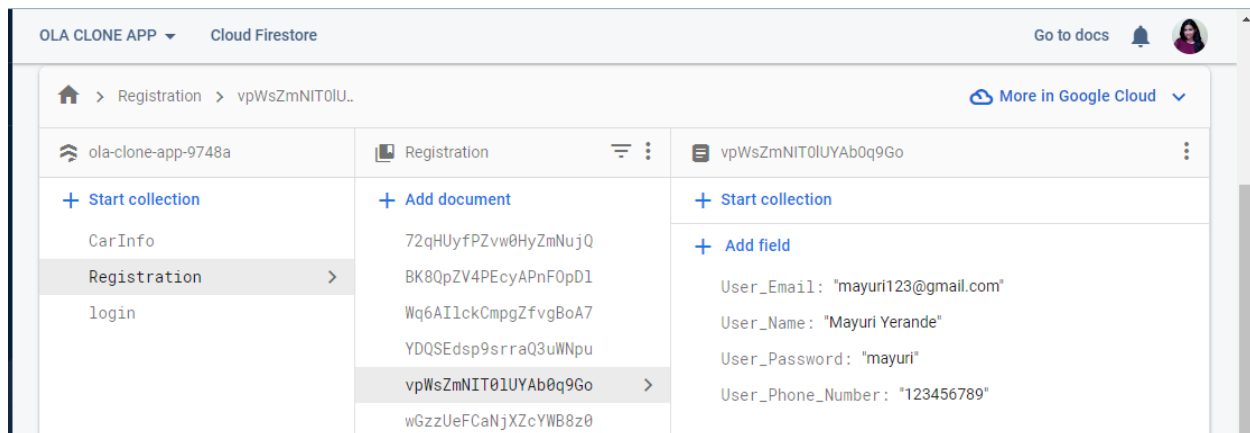 OLA CLONE APP Cloud Firestore Go to docs
Registration vpWsZmNIT0lU.. More in Google Cloud
ola-clone-app-9748a
Registration
vpWsZmNIT0lUYAb0q9Go
Start collection
CarInfo
Registration
login
Add document
72qHUyfPZvw0HyZmNujQ
BK8QpZV4PEcyAPnFOpDl
Wq6AIlckCmpgZfvgBoA7
YDQSEdsp9srraQ3uWNpu
vpWsZmNIT0lUYAb0q9Go
wGzzUeFCaNjXZcYWB8z0
Start collection
Add field
User_Email: "mayuri123@gmail.com"
User_Name: "Mayuri Yerande"
User_Password: "mayuri"
User_Phone_Number: "123456789"